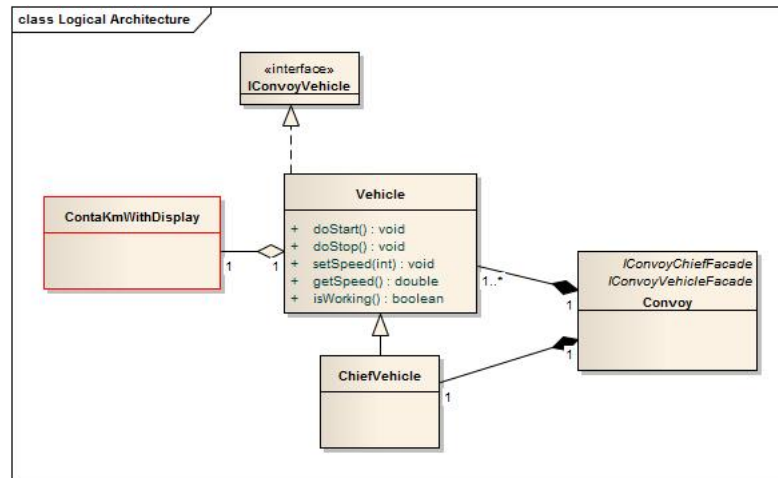 class Logical Architecture
«interface»
IConvoyVehicle
ContaKmWithDisplay
Vehicle
+ doStart() : void
+ doStop() : void
+ setSpeed(int) : void
+ getSpeed() : double
+ isWorking() : boolean
1
1
1..*
1
IConvoyChiefFacade
IConvoyVehicleFacade
Convoy
1
ChiefVehicle
1